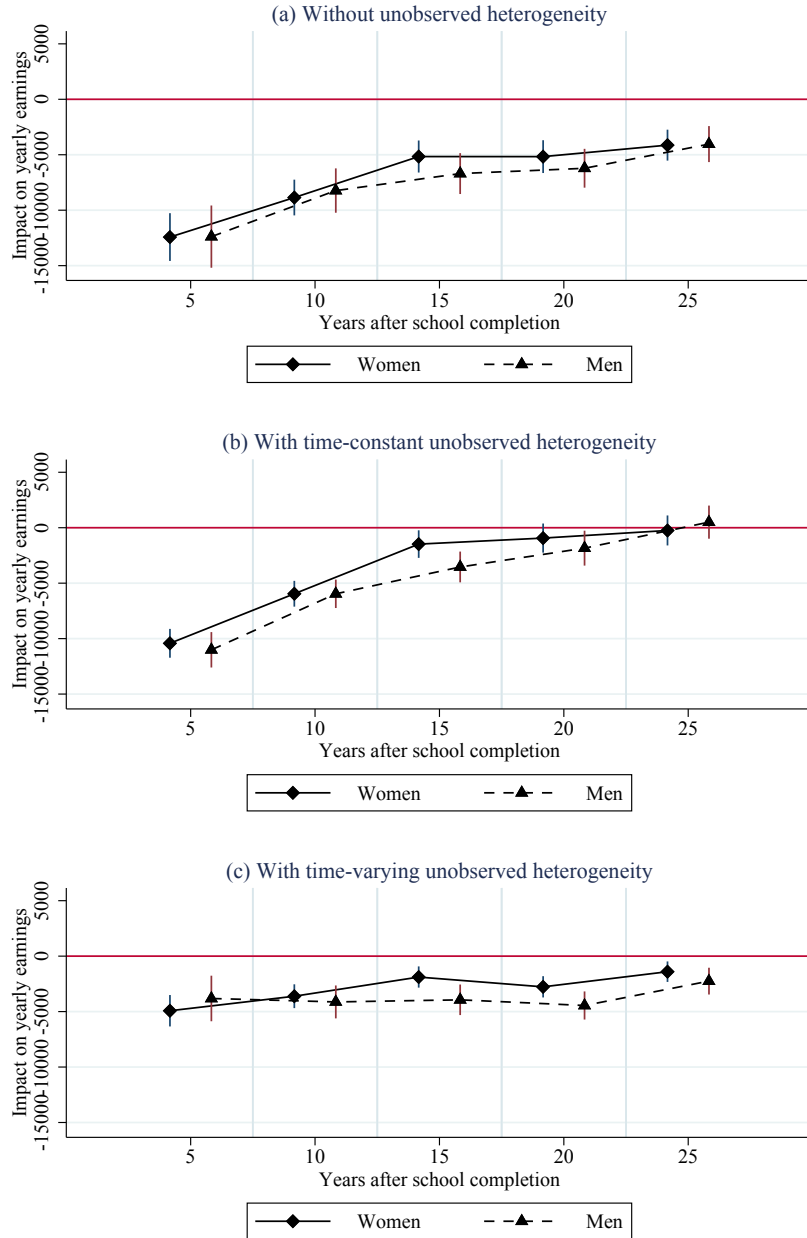 (a) Without unobserved heterogeneity
Impact on yearly earnings
5000
0
-5000
-10000
-15000
5 10 15 20 25
Years after school completion
Women Men
(b) With time-constant unobserved heterogeneity
Impact on yearly earnings
5000
0
-5000
-10000
-15000
5 10 15 20 25
Years after school completion
Women Men
(c) With time-varying unobserved heterogeneity
Impact on yearly earnings
5000
0
-5000
-10000
-15000
5 10 15 20 25
Years after school completion
Women Men